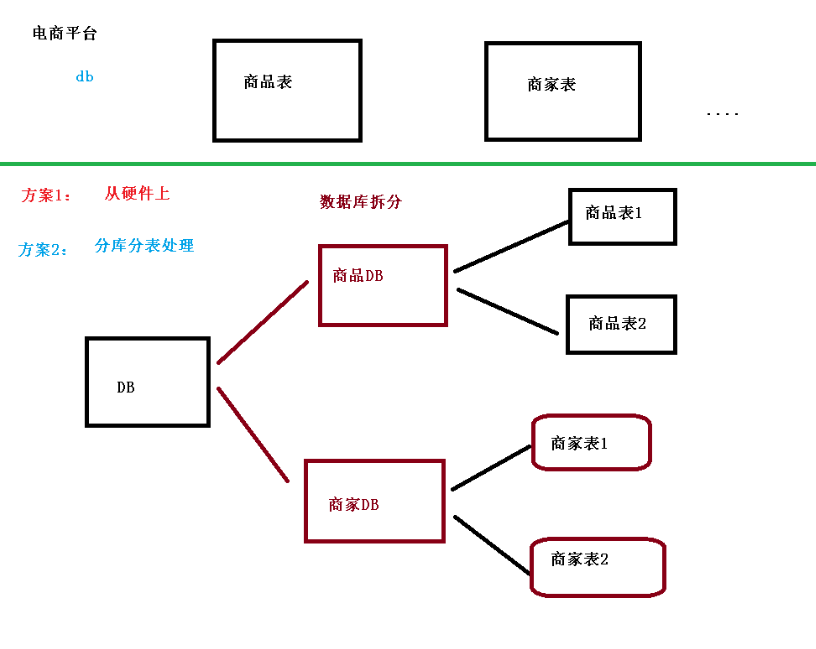 电商平台
db
商品表
商家表
....
方案1：
从硬件上
方案2：
分库分表处理
数据库拆分
商品DB
商品表1
商品表2
DB
商家DB
商家表1
商家表2